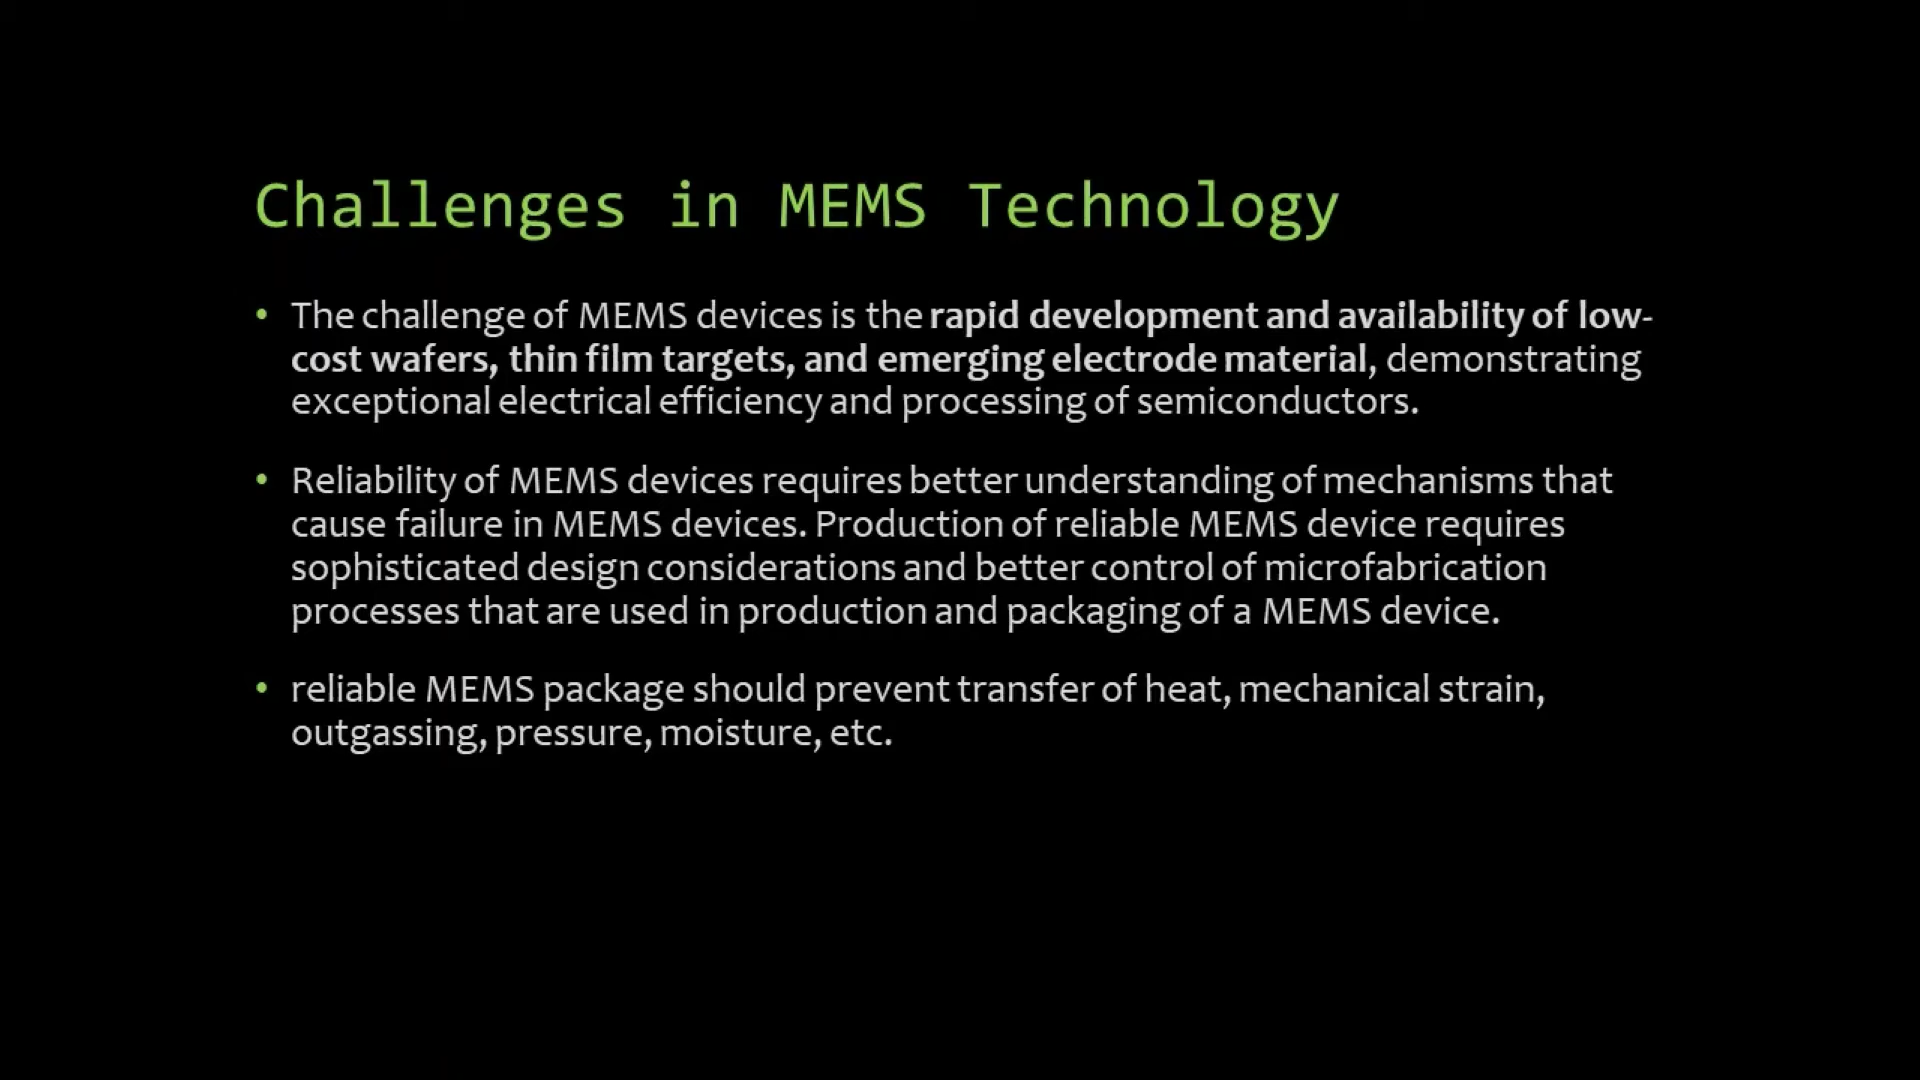 Challenges in MEMS Technology
• The challenge of MEMS devices is the rapid development and availability of low-
cost wafers, thin film targets, and emerging electrode material, demonstrating
exceptional electrical efficiency and processing of semiconductors.
• Reliability of MEMS devices requires better understanding of mechanisms that
cause failure in MEMS devices. Production of reliable MEMS device requires
sophisticated design considerations and better control of microfabrication
processes that are used in production and packaging of a MEMS device.
• reliable MEMS package should prevent transfer of heat, mechanical strain,
outgassing, pressure, moisture, etc.